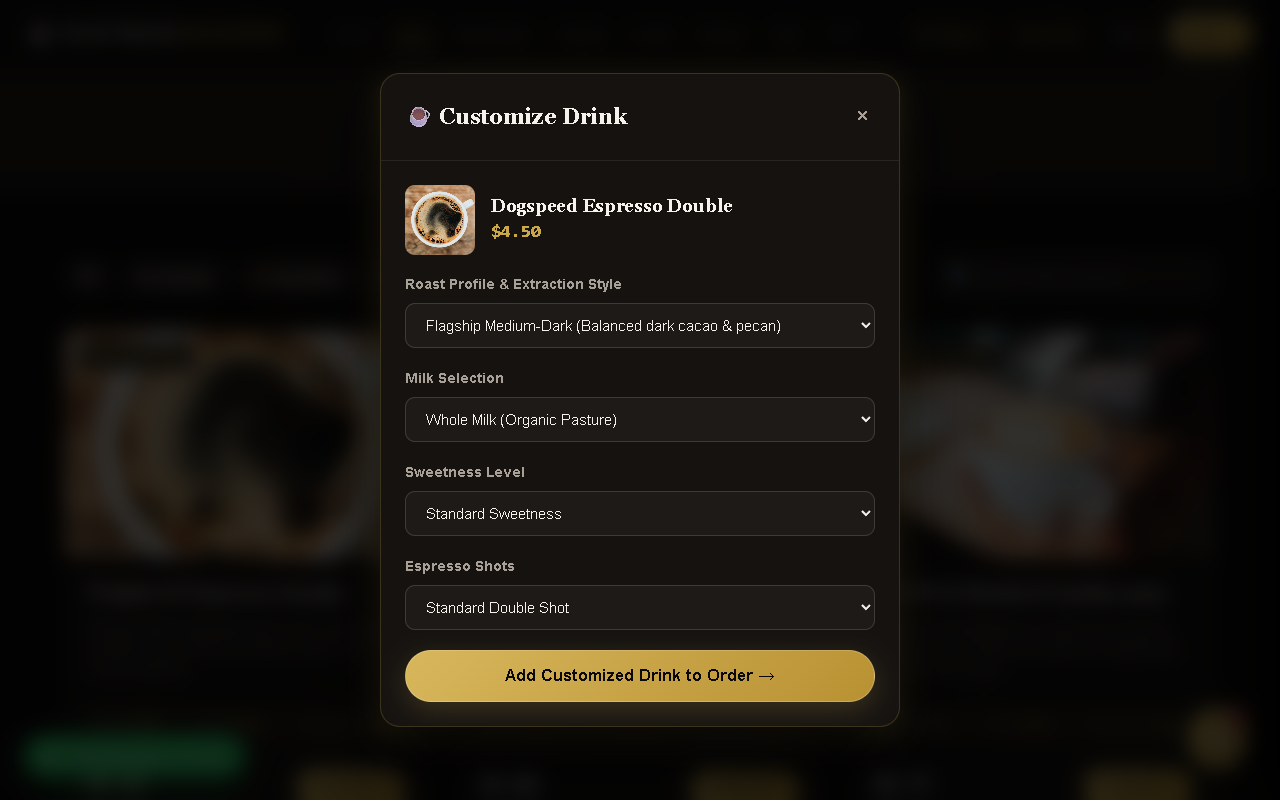 Customize Drink
×
Dogspeed Espresso Double
$4.50
Roast Profile & Extraction Style
Flagship Medium-Dark (Balanced dark cacao & pecan)
Milk Selection
Whole Milk (Organic Pasture)
Sweetness Level
Standard Sweetness
Espresso Shots
Standard Double Shot
Add Customized Drink to Order →